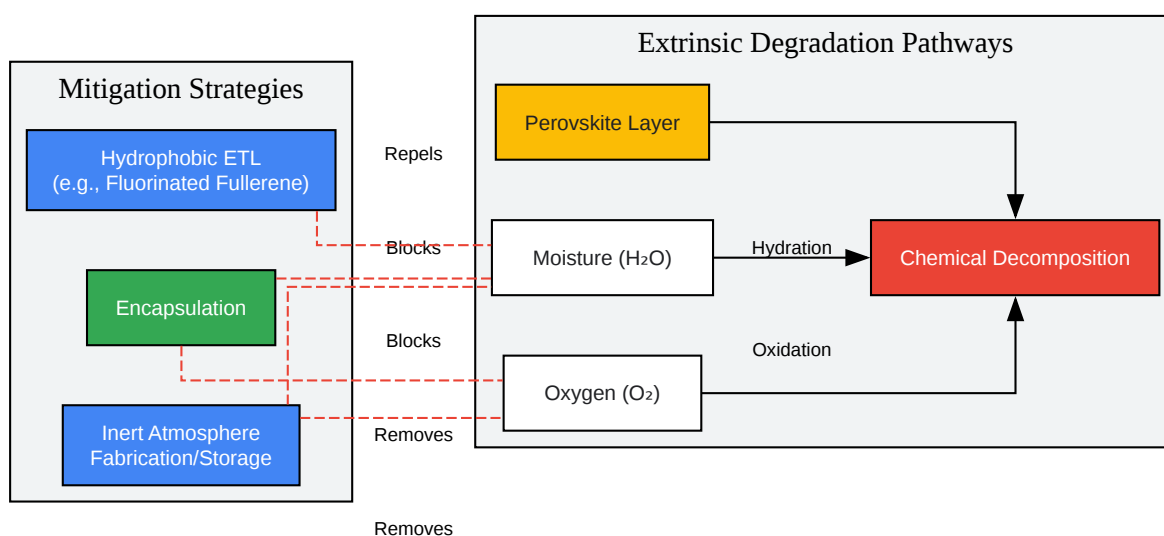 Extrinsic Degradation Pathways
Mitigation Strategies
Perovskite Layer
Hydrophobic ETL
(e.g., Fluorinated Fullerene)
Repels
Blocks
Moisture (H₂O)
Hydration
Chemical Decomposition
Encapsulation
Blocks
Oxidation
Oxygen (O₂)
Inert Atmosphere
Fabrication/Storage
Removes
Removes